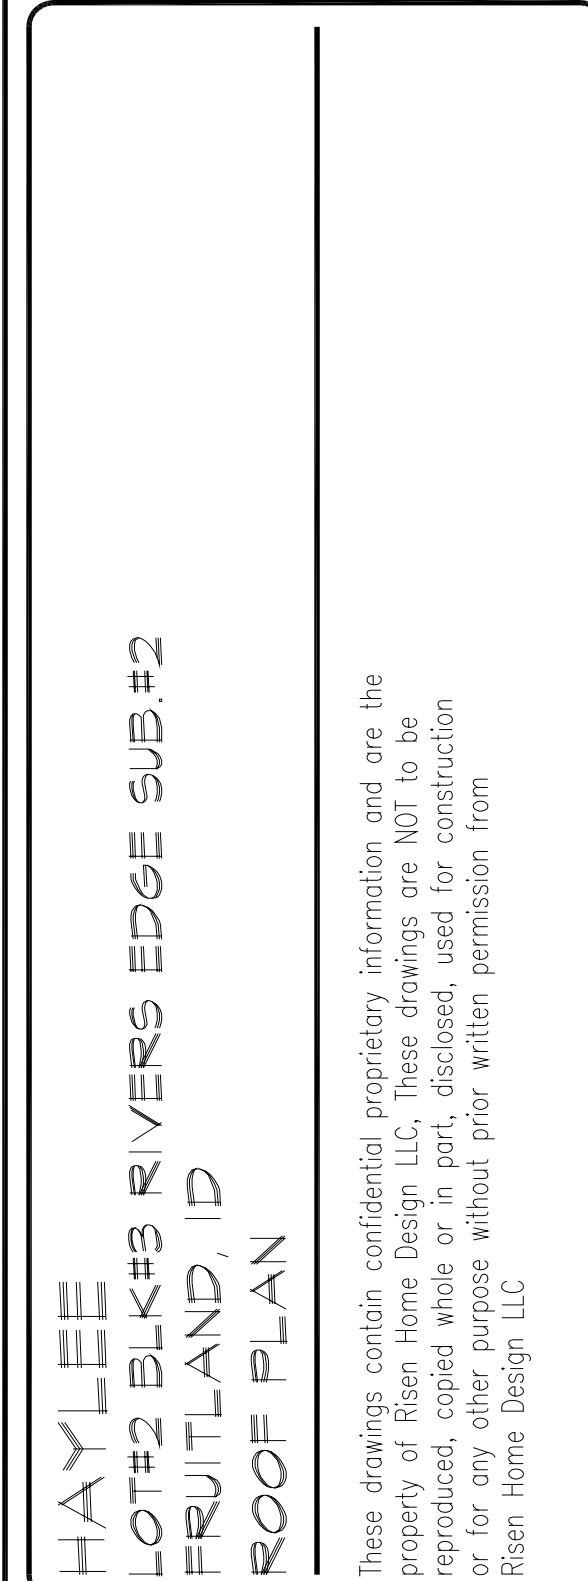 HAYLEE
LOT#2 BLK#3 RIVERS EDGE SUB.#2
FRUITLAND, ID
ROOF PLAN
These drawings contain confidential proprietary information and are the
property of Risen Home Design LLC, These drawings are NOT to be
reproduced, copied whole or in part, disclosed, used for construction
or for any other purpose without prior written permission from
Risen Home Design LLC